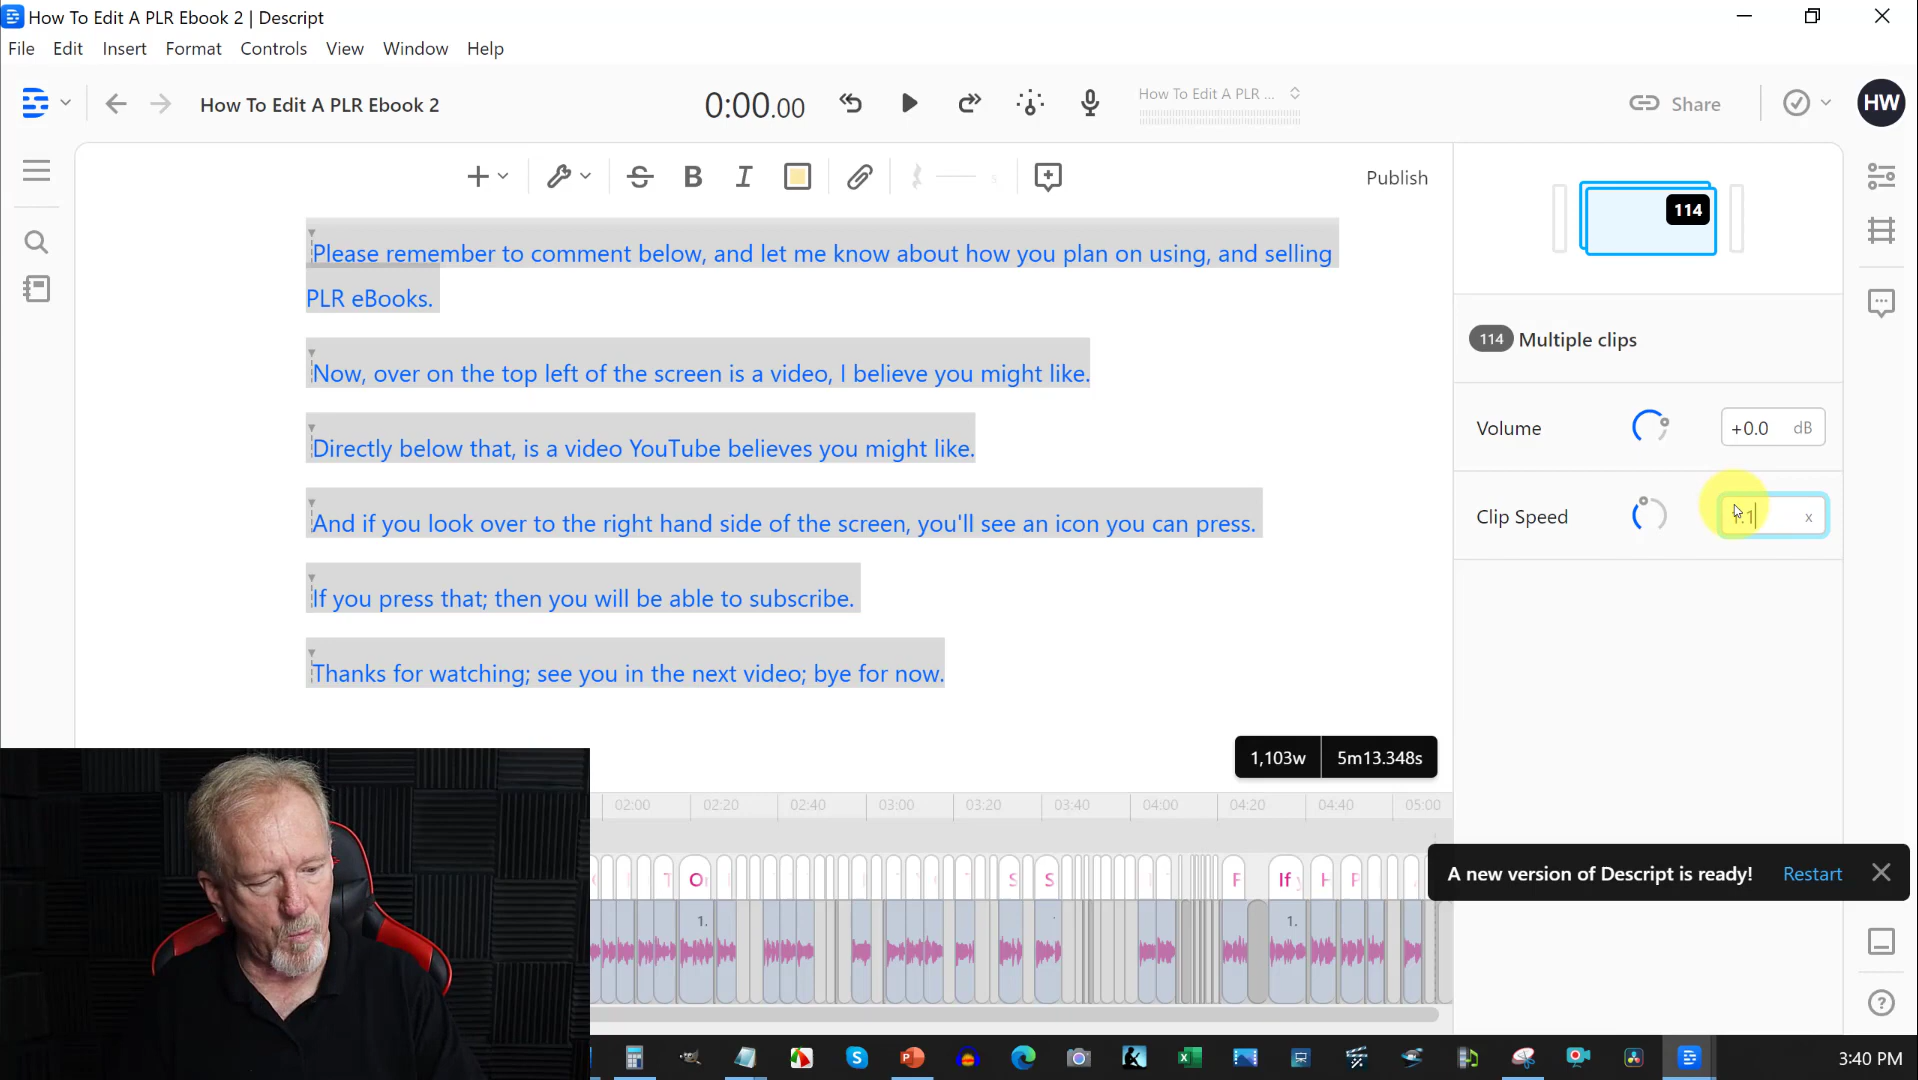 How To Edit A PLR Ebook 2 | Descript
File Edit Insert Format Controls View Window Help
How To Edit A PLR Ebook 2
0:00.00
How To Edit A PLR ...
Share
HW
Publish
114
Please remember to comment below, and let me know about how you plan on using, and selling
PLR eBooks.
Now, over on the top left of the screen is a video, I believe you might like.
Directly below that, is a video YouTube believes you might like.
And if you look over to the right hand side of the screen, you'll see an icon you can press.
If you press that; then you will be able to subscribe.
Thanks for watching; see you in the next video; bye for now.
114 Multiple clips
Volume +0.0 dB
Clip Speed 1.1 x
1,103w 5m13.348s
02:00 02:20 02:40 03:00 03:20 03:40 04:00 04:20 04:40 05:00
A new version of Descript is ready! Restart
3:40 PM